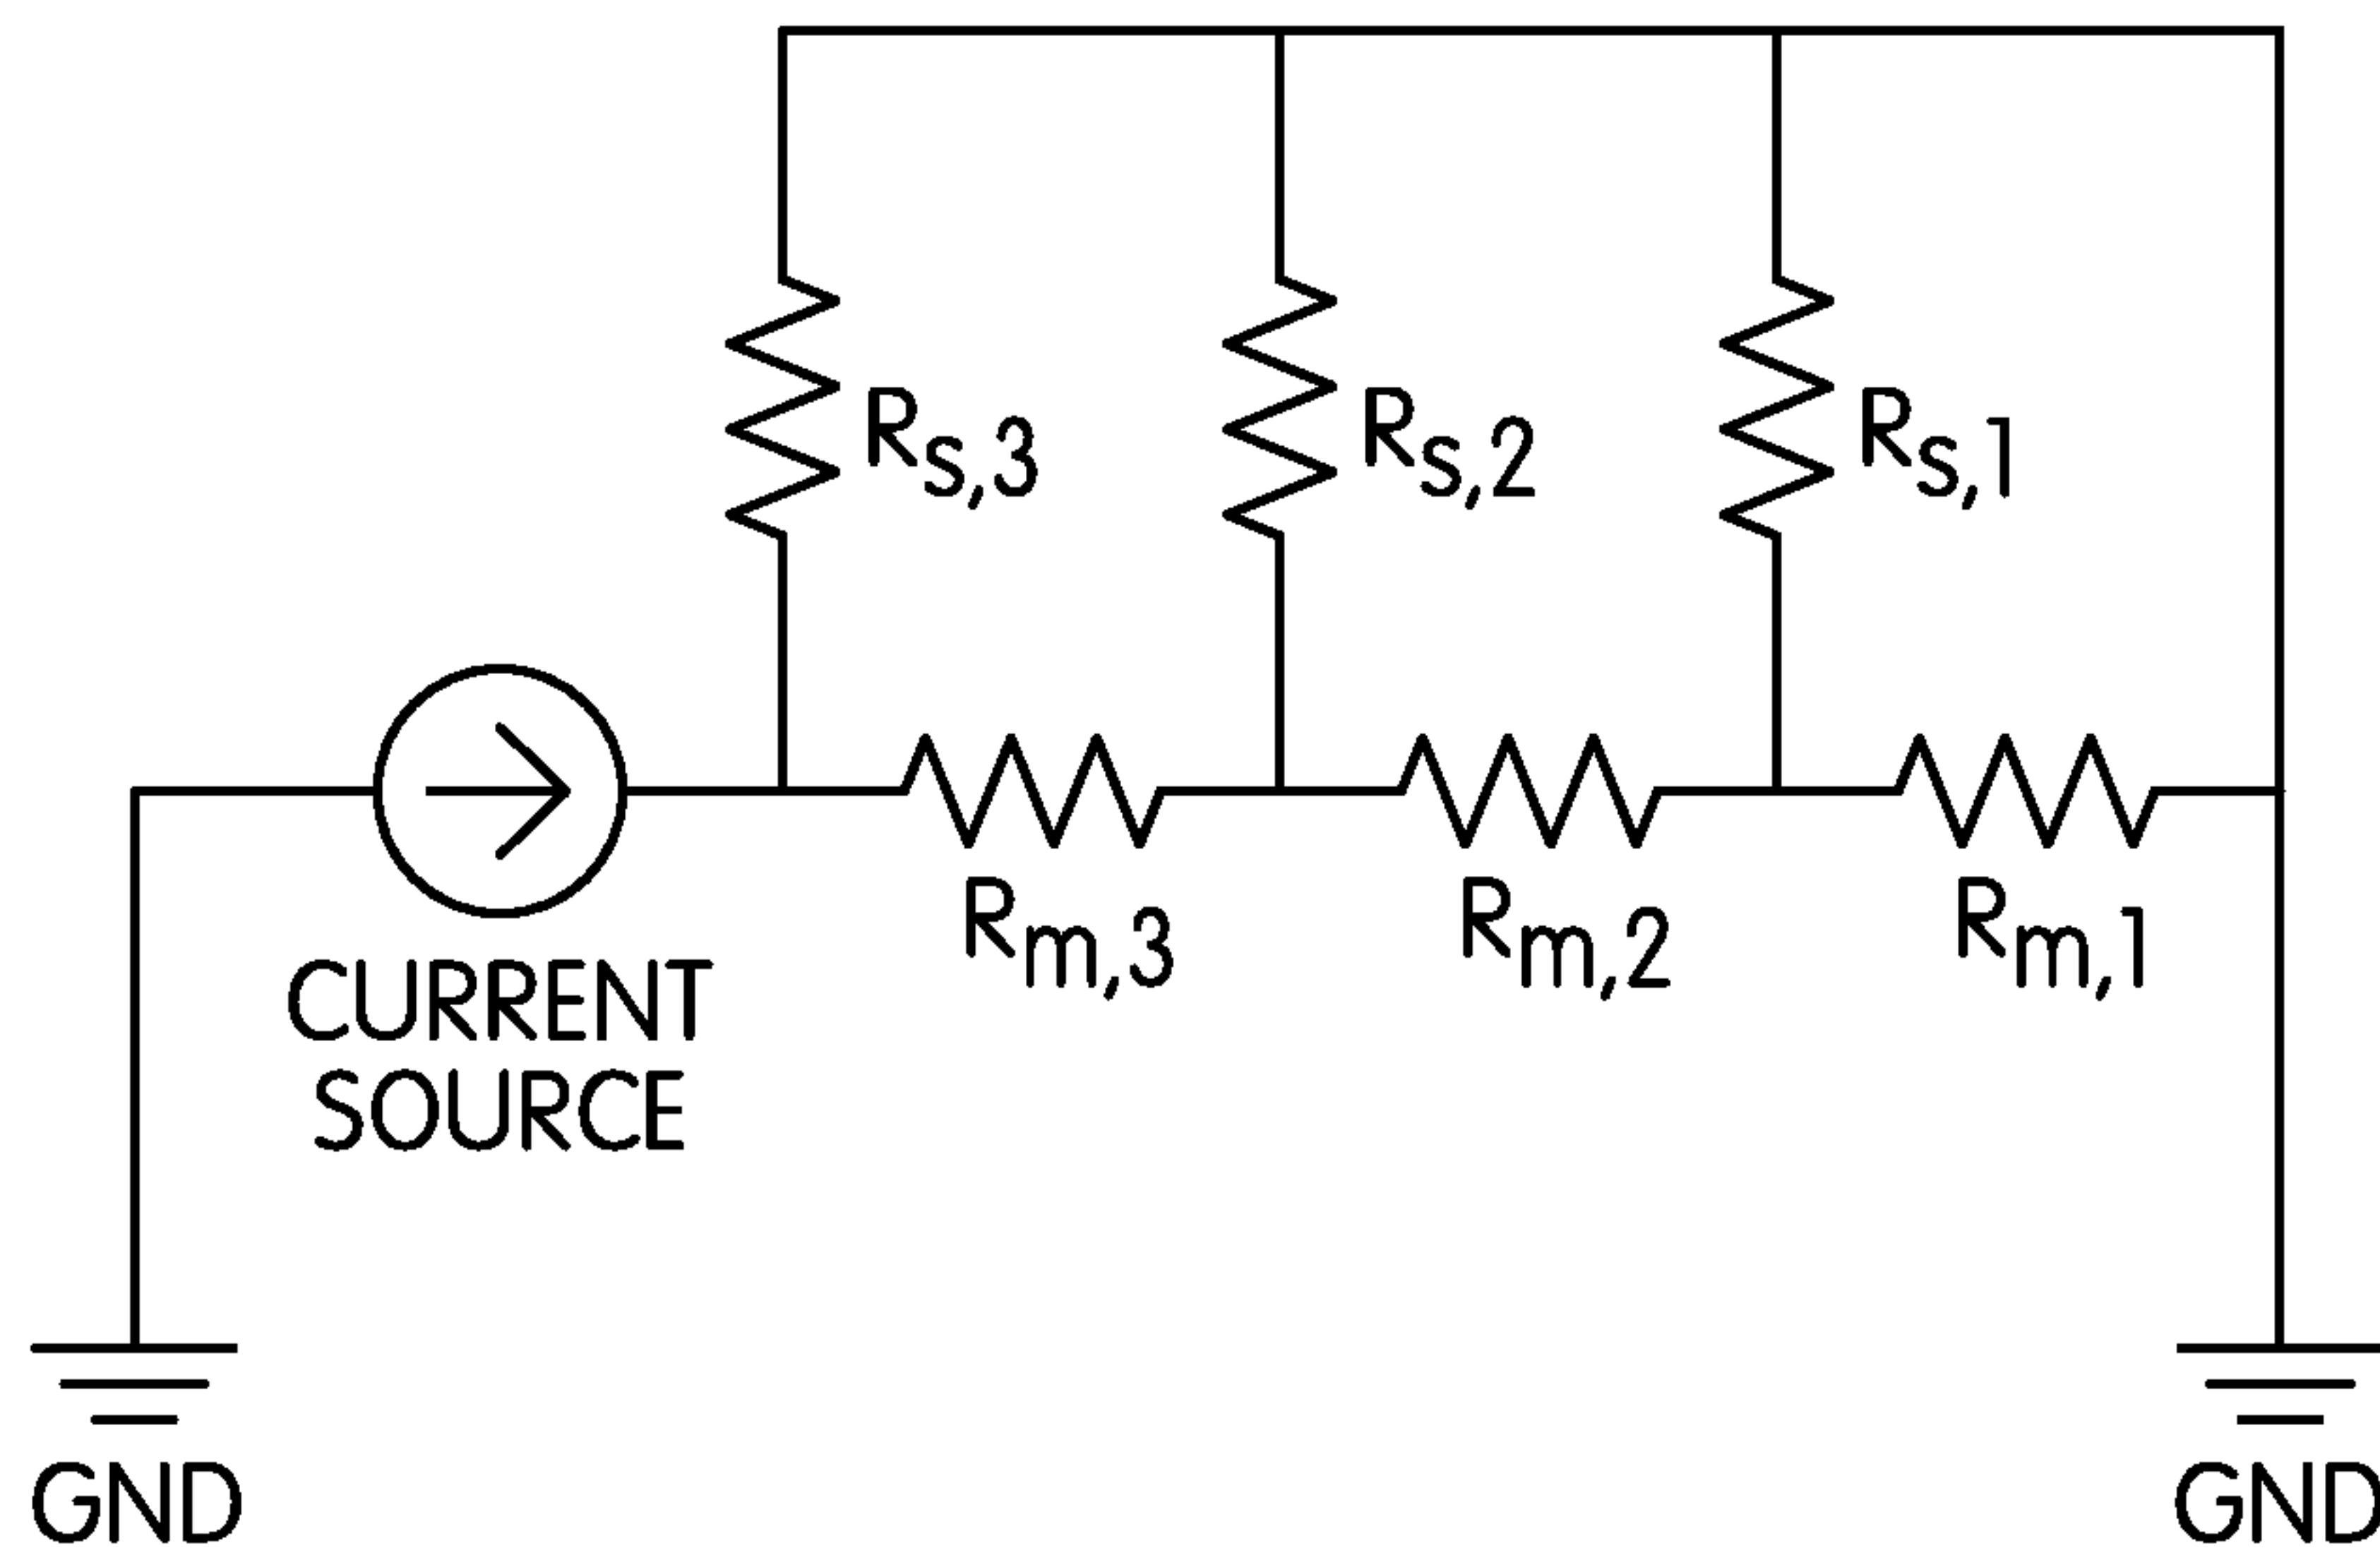 Rs,3
Rs,2
Rs,1
Rm,3
Rm,2
Rm,1
CURRENT
SOURCE
GND
GND